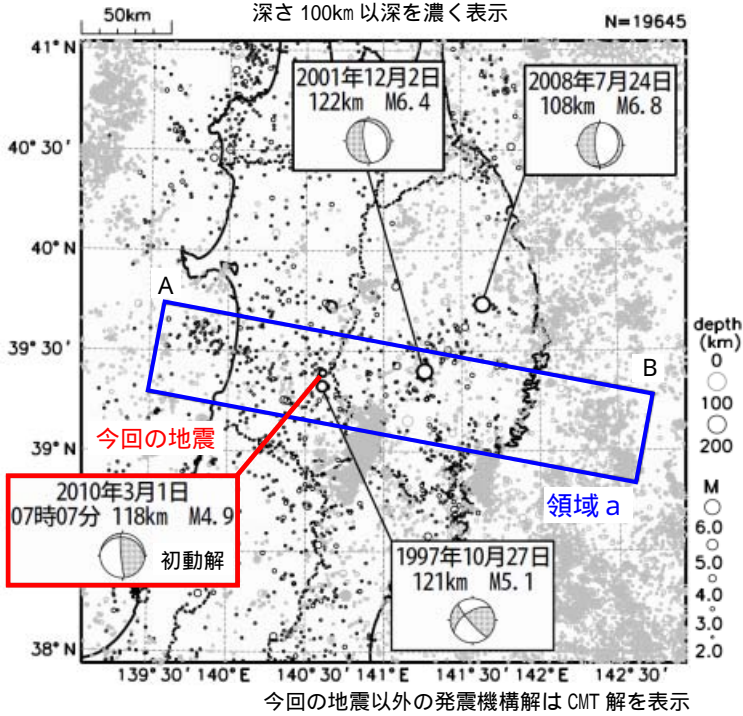 50km
深さ 100km 以深を濃く表示
N=19645
41° N
40° 30'
40° N
39° 30'
39° N
38° N
2001年12月2日
122km M6.4
2008年7月24日
108km M6.8
A
B
今回の地震
領域a
2010年3月1日
07時07分 118km M4.9
初動解
1997年10月27日
121km M5.1
depth
(km)
0
100
200
M
6.0
5.0
4.0
3.0
2.0
139° 30'
140° E
140° 30'
141° E
141° 30'
142° E
142° 30'
今回の地震以外の発震機構解は CMT 解を表示